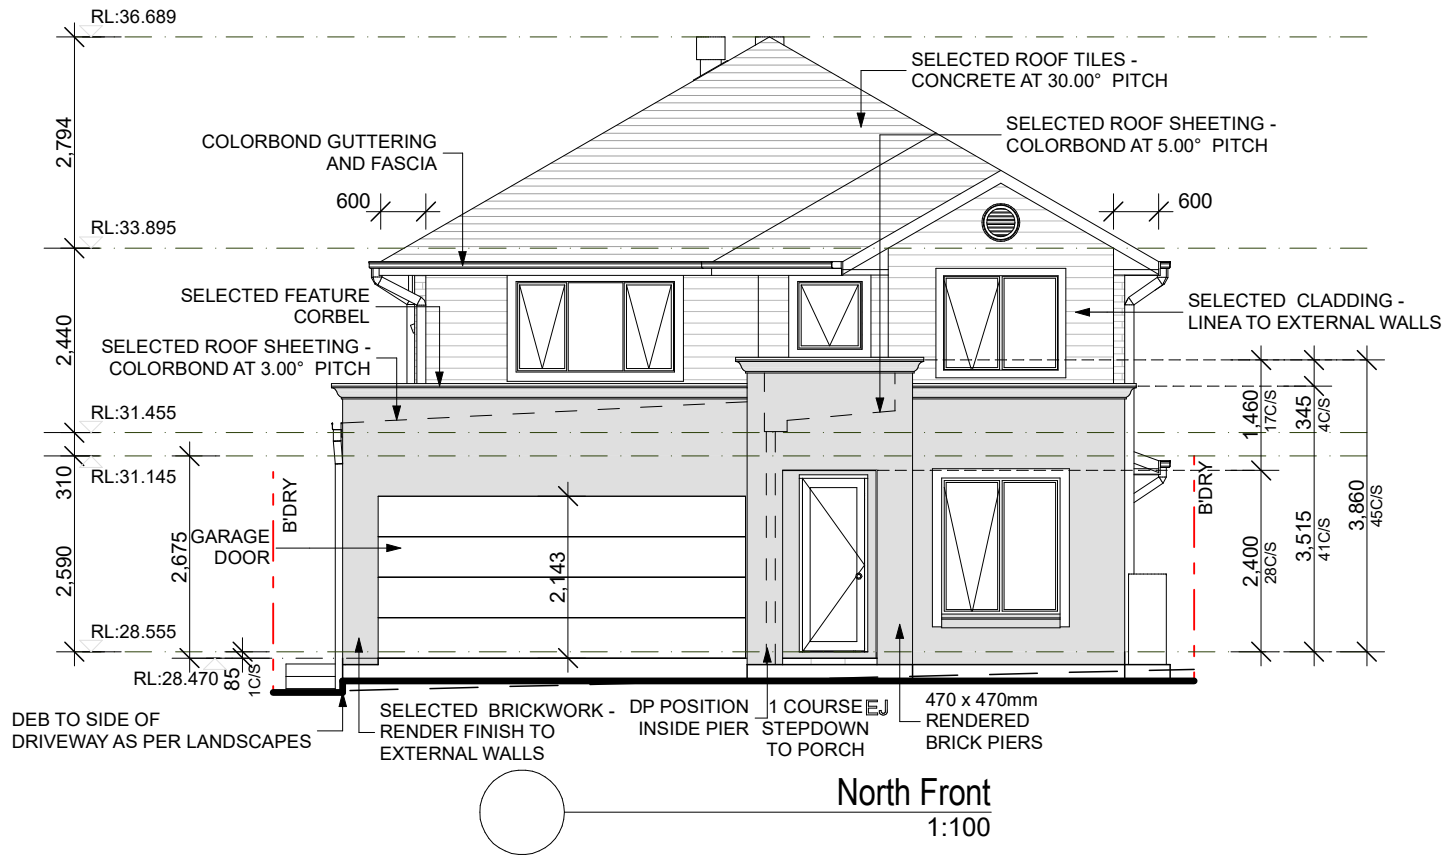 RL:36.689
SELECTED ROOF TILES -
CONCRETE AT 30.00° PITCH
2,794
COLORBOND GUTTERING
AND FASCIA
SELECTED ROOF SHEETING -
COLORBOND AT 5.00° PITCH
600
600
RL:33.895
SELECTED FEATURE
CORBEL
SELECTED CLADDING -
LINEA TO EXTERNAL WALLS
2,440
SELECTED ROOF SHEETING -
COLORBOND AT 3.00° PITCH
RL:31.455
1,460
17C/S
345
4C/S
310
RL:31.145
B'DRY
B'DRY
GARAGE
DOOR
2,675
2,590
2,143
2,400
28C/S
3,515
41C/S
3,860
45C/S
RL:28.555
RL:28.470
85
1C/S
DEB TO SIDE OF
DRIVEWAY AS PER LANDSCAPES
SELECTED BRICKWORK -
RENDER FINISH TO
EXTERNAL WALLS
DP POSITION
INSIDE PIER
1 COURSE
STEPDOWN
TO PORCH
EJ
470 x 470mm
RENDERED
BRICK PIERS
North Front
1:100